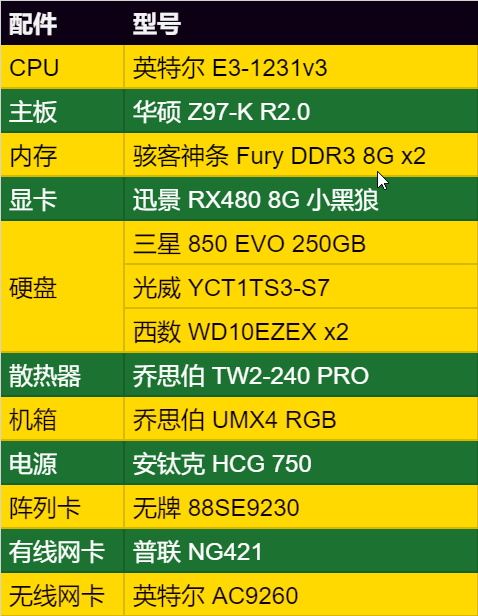 配件 型号
CPU 英特尔 E3-1231v3
主板 华硕 Z97-K R2.0
内存 骇客神条 Fury DDR3 8G x2
显卡 迅景 RX480 8G 小黑狼
硬盘 三星 850 EVO 250GB
光威 YCT1TS3-S7
西数 WD10EZEX x2
散热器 乔思伯 TW2-240 PRO
机箱 乔思伯 UMX4 RGB
电源 安钛克 HCG 750
阵列卡 无牌 88SE9230
有线网卡 普联 NG421
无线网卡 英特尔 AC9260